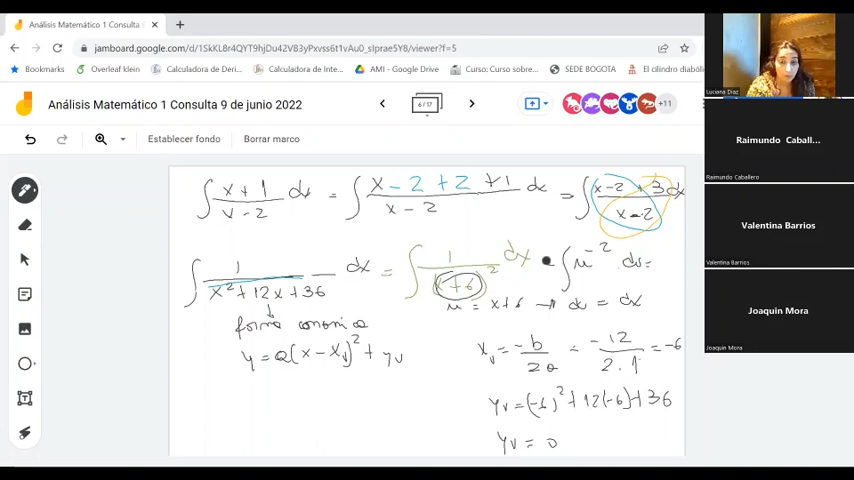 Análisis Matemático 1 Consulta
jamboard.google.com/d/1SkKL8r4QYT9hjDu42VB3yPxvss6t1vAu0_slprae5Y8/viewer?f=5
Bookmarks Overleaf klein Calculadora de Deri... Calculadora de Inte... AMI - Google Drive Curso: Curso sobre... SEDE BOGOTA El cilindro diaból
Análisis Matemático 1 Consulta 9 de junio 2022 6/17 +11
Establecer fondo Borrar marco
∫ x+1/x-2 dx = ∫ x-2+2+1/x-2 dx = ∫ x-2+3/x-2 dx
∫ 1/x²+12x+36 dx = ∫ 1/(x+6)² dx = ∫ u⁻² du =
u = x+6 → du = dx
forma canonica
y = a(x-xv)² + yv
xv = -b/2a = -12/2.1 = -6
yv = (-6)² + 12(-6) + 36
yv = 0
Luciana Diaz
Raimundo Caball...
Raimundo Caballero
Valentina Barrios
Valentina Barrios
Joaquin Mora
Joaquin Mora